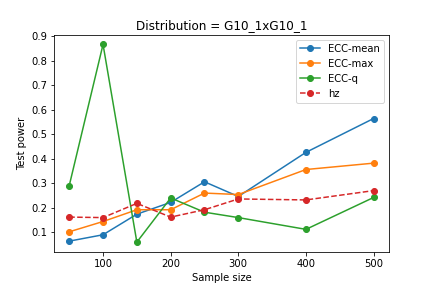 Distribution = G10_1xG10_1
Test power
0.9
0.8
0.7
0.6
0.5
0.4
0.3
0.2
0.1
ECC-mean
ECC-max
ECC-q
hz
100
200
300
400
500
Sample size